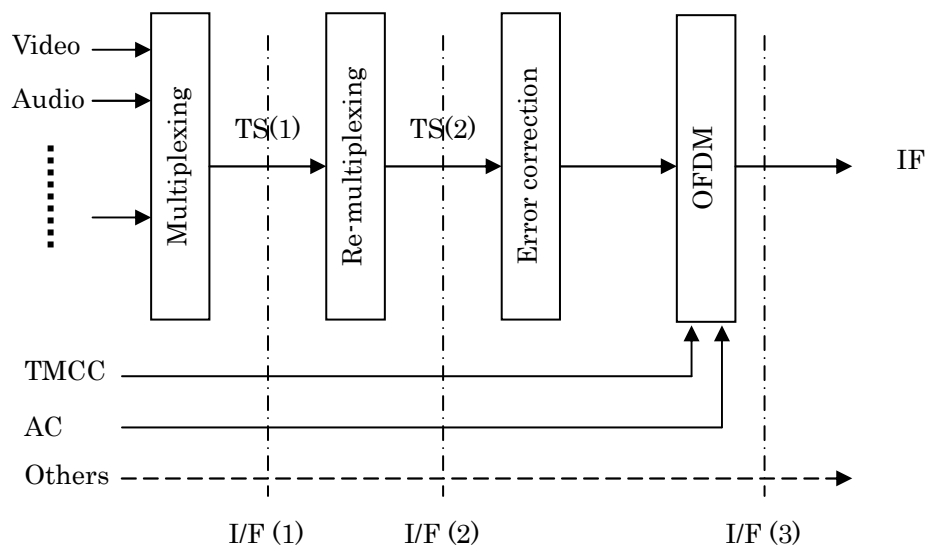 Video
Audio
Multiplexing
TS(1)
Re-multiplexing
TS(2)
Error correction
OFDM
IF
TMCC
AC
Others
I/F (1)
I/F (2)
I/F (3)